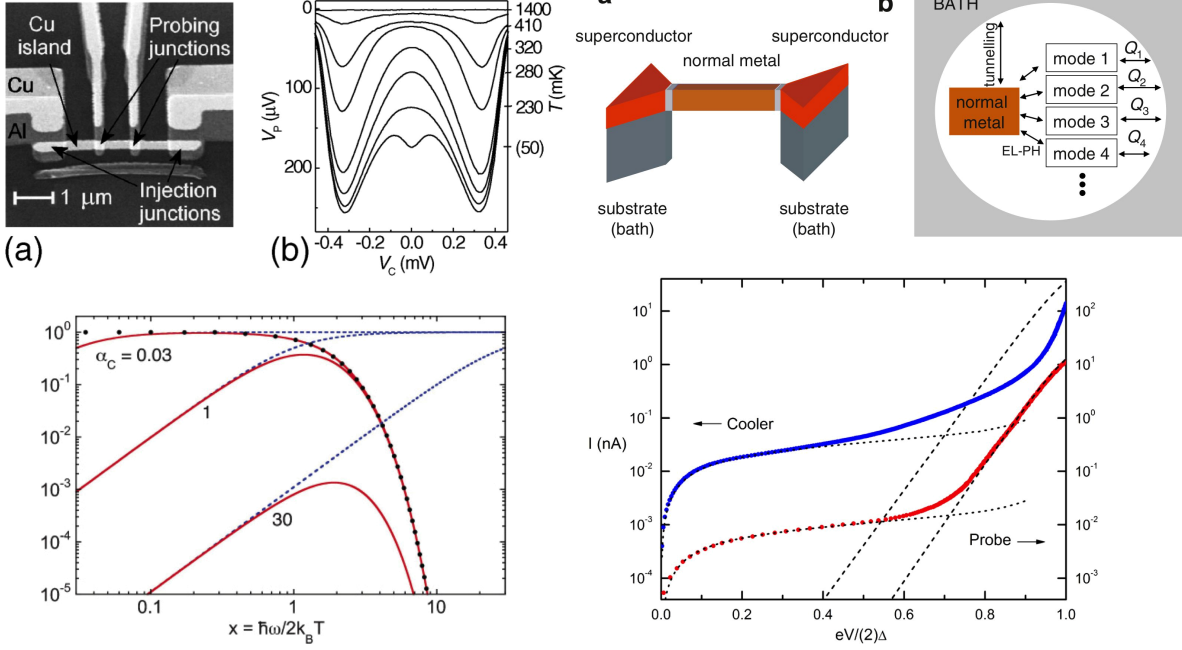 Cu
island
Probing
junctions
Cu
Al
1 μm
Injection
junctions
(a)
0
100
200
V_P (μV)
1400
410
320
280
230
(50)
T (mK)
-0.4
-0.2
0.0
0.2
0.4
V_C (mV)
(b)
a
superconductor
superconductor
normal metal
substrate
(bath)
substrate
(bath)
b
BATH
tunnelling
normal
metal
EL-PH
mode 1
mode 2
mode 3
mode 4
Q_1
Q_2
Q_3
Q_4
10^0
10^-1
10^-2
10^-3
10^-4
10^-5
α_C = 0.03
1
30
0.1
1
10
x = ħω/2k_BT
10^1
10^0
10^-1
10^-2
10^-3
10^-4
I (nA)
Cooler
Probe
10^2
10^1
10^0
10^-1
10^-2
10^-3
0.0
0.2
0.4
0.6
0.8
1.0
eV/(2)Δ